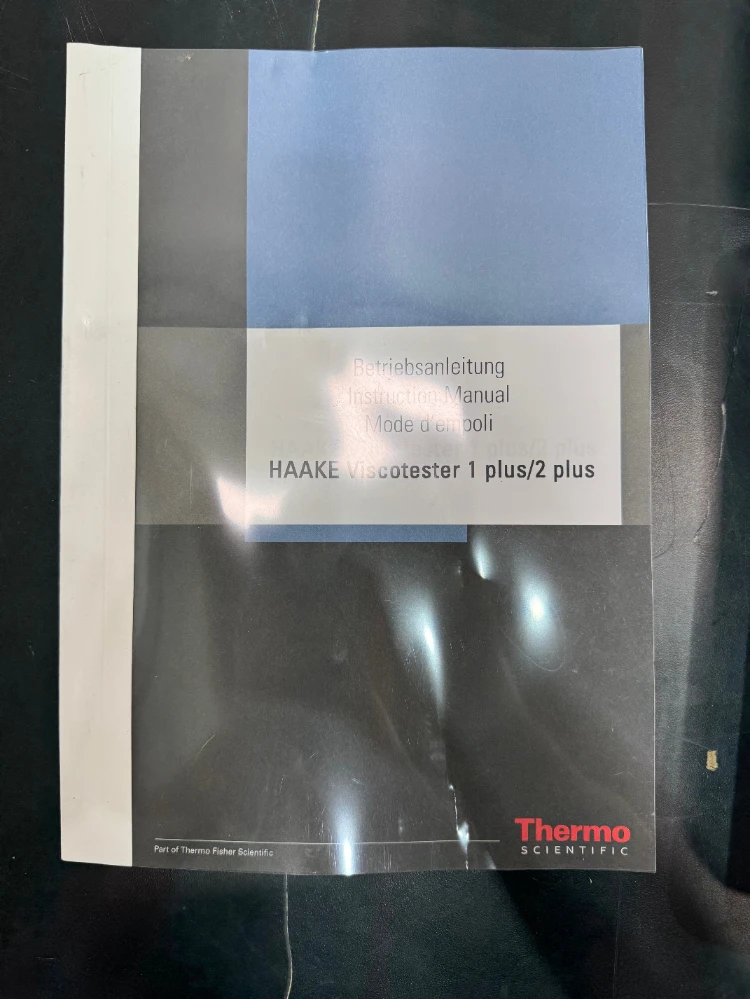 Betriebsanleitung
Instruction Manual
Mode d'empoli
HAAKE Viscotester 1 plus/2 plus
Part of Thermo Fisher Scientific
Thermo
SCIENTIFIC